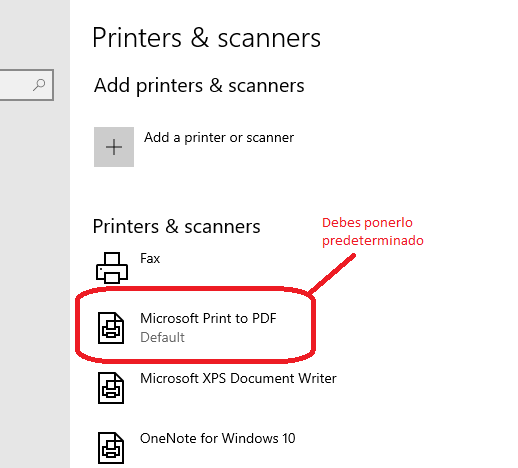 Printers & scanners
Add printers & scanners
Add a printer or scanner
Printers & scanners
Debes ponerlo
predeterminado
Fax
Microsoft Print to PDF
Default
Microsoft XPS Document Writer
OneNote for Windows 10